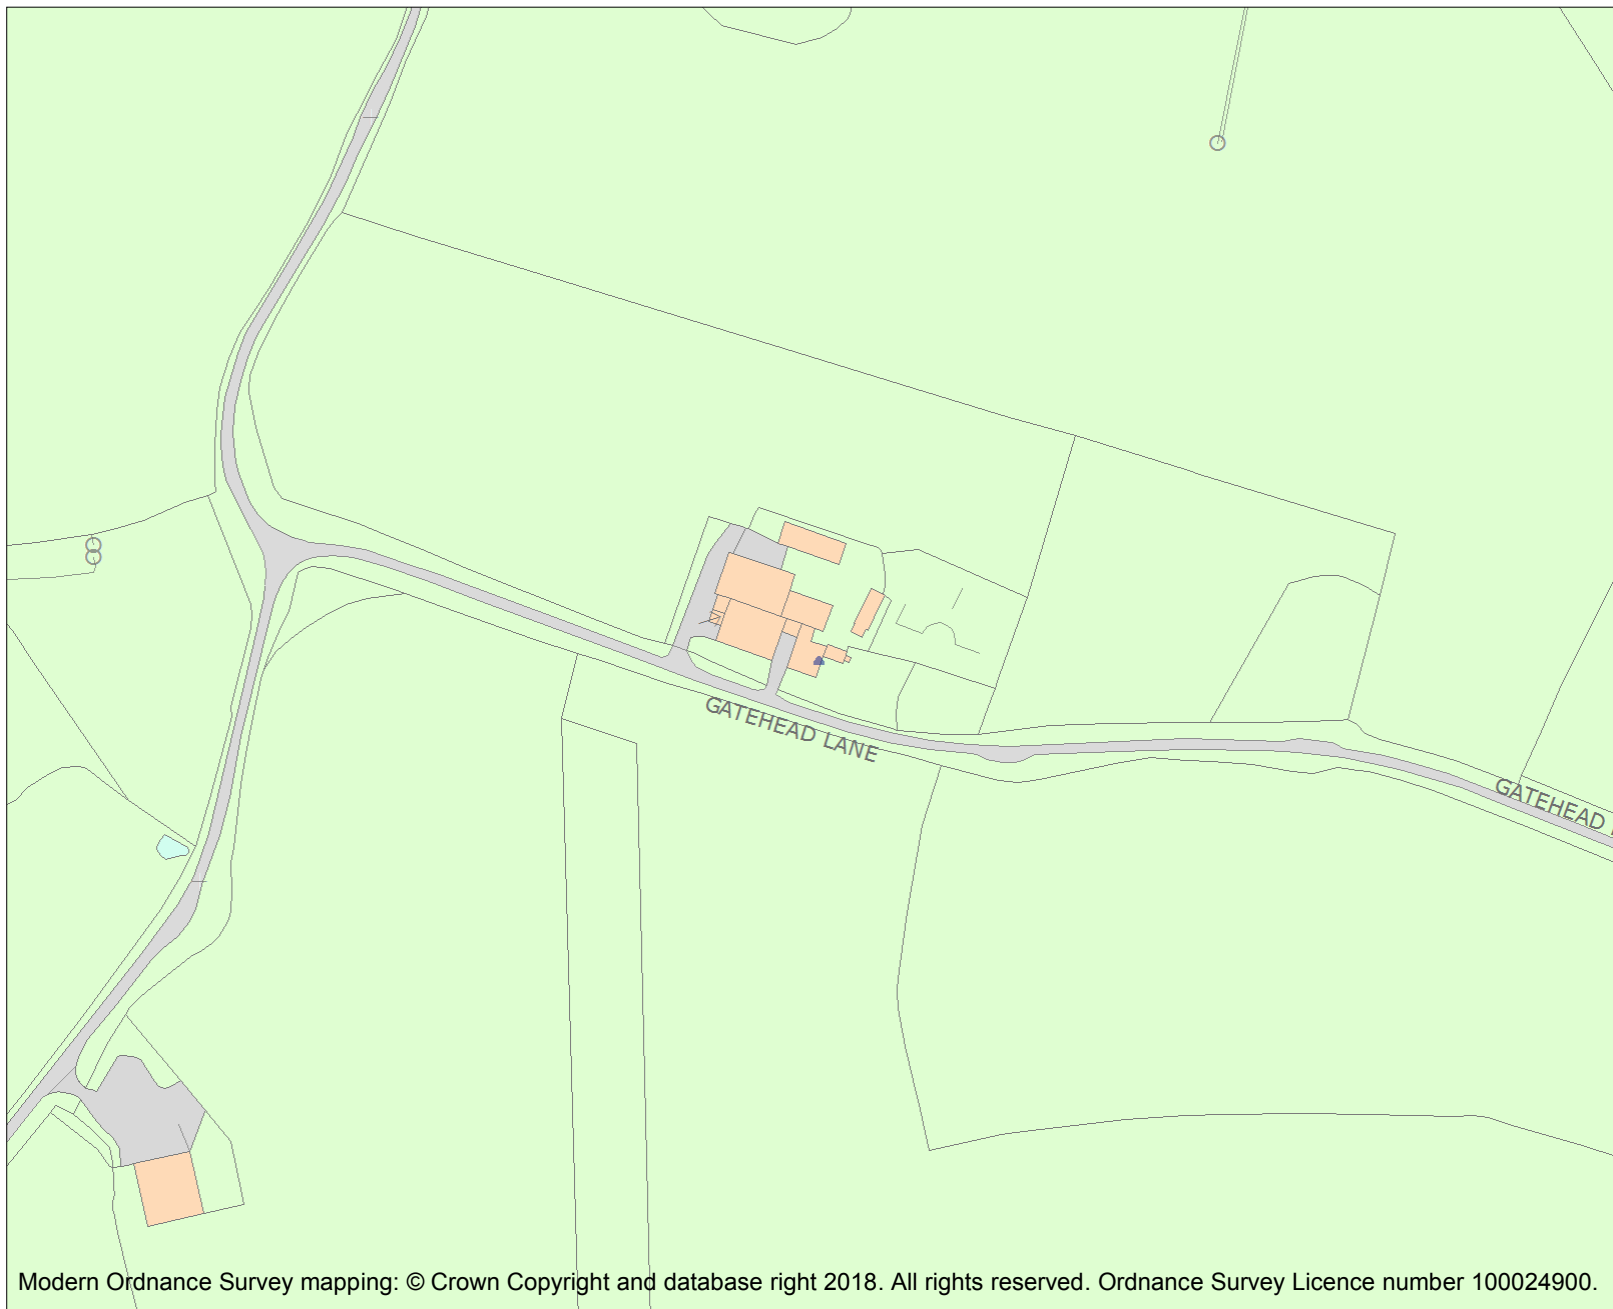 GATEHEAD LANE
GATEHEAD
Modern Ordnance Survey mapping: © Crown Copyright and database right 2018. All rights reserved. Ordnance Survey Licence number 100024900.